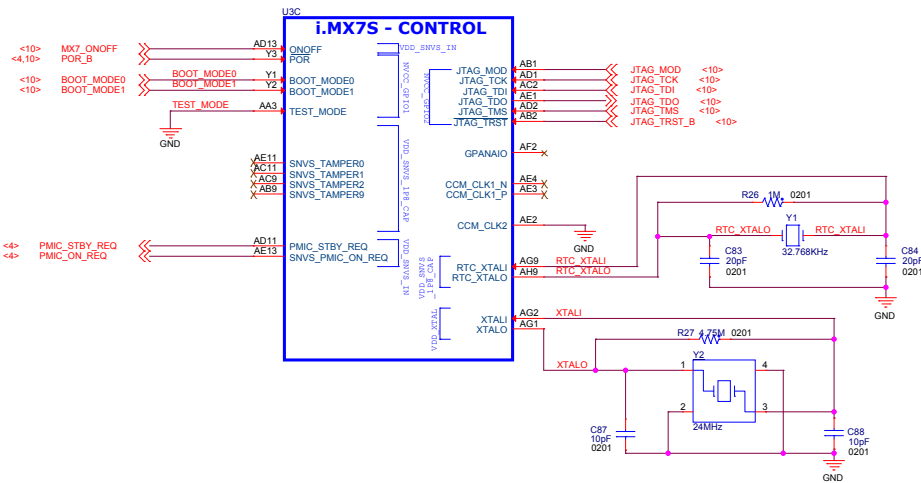 U3C
i.MX7S - CONTROL
<10> MX7_ONOFF AD13 ONOFF VDD_SNVS_IN
<4,10> POR_B Y3 POR
<10> BOOT_MODE0 BOOT_MODE0 Y1 BOOT_MODE0
<10> BOOT_MODE1 BOOT_MODE1 Y2 BOOT_MODE1
NVCC_GPIO1
TEST_MODE AA3 TEST_MODE
GND
NVCC_GPIO2
JTAG_MOD AB1 JTAG_MOD <10>
JTAG_TCK AD1 JTAG_TCK <10>
JTAG_TDI AC2 JTAG_TDI <10>
JTAG_TDO AE1 JTAG_TDO <10>
JTAG_TMS AD2 JTAG_TMS <10>
JTAG_TRST AB2 JTAG_TRST_B <10>
GPANAIO AF2
AE11 SNVS_TAMPER0
AC11 SNVS_TAMPER1
AC9 SNVS_TAMPER2
AB9 SNVS_TAMPER9
VDD_SNVS_1P8_CAP
CCM_CLK1_N AE4
CCM_CLK1_P AE3
CCM_CLK2 AE2
GND
<4> PMIC_STBY_REQ AD11 PMIC_STBY_REQ
<4> PMIC_ON_REQ AE13 SNVS_PMIC_ON_REQ
VDD_SNVS_IN
VDD_SNVS
_1P8_CAP
RTC_XTALI AG9 RTC_XTALI
RTC_XTALO AH9 RTC_XTALO
VDD_XTAL
XTALI AG2 XTALI
XTALO AG1
R26 1M 0201
Y1
RTC_XTALO RTC_XTALI
32.768KHz
C83
20pF
0201
C84
20pF
0201
GND
R27 4.75M 0201
Y2
XTALO 1 4
2 3
24MHz
C87
10pF
0201
C88
10pF
0201
GND